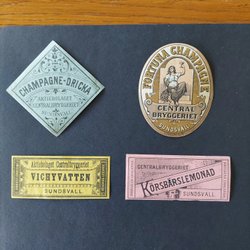 CHAMPAGNE-DRICKA
AKTIEBOLAGET
CENTRALBRYGGERIET
SUNDSVALL
FORTUNA CHAMPAGNE
CENTRAL
BRYGGERIET
SUNDSVALL
Aktiebolaget Centralbryggeriet
VICHYVATTEN
SUNDSVALL
CENTRALBRYGGERIET
KÖRSBÄRSLEMONAD
SUNDSVALL